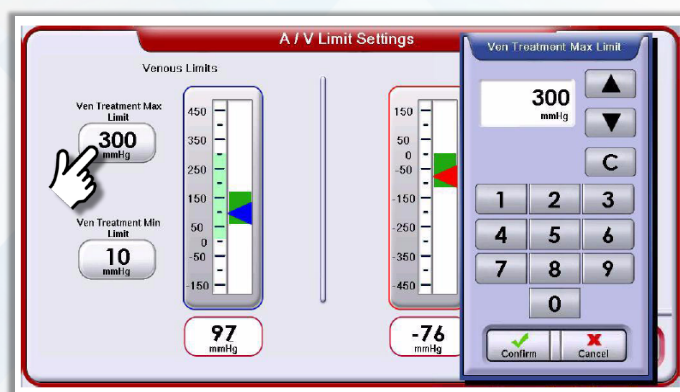 A / V Limit Settings
Venous Limits
Ven Treatment Max
Limit
300
mmHg
Ven Treatment Min
Limit
10
mmHg
450
350
250
150
50
0
-50
-150
97
mmHg
150
50
0
-50
-150
-250
-350
-450
-76
mmHg
Ven Treatment Max Limit
300
mmHg
C
1 2 3
4 5 6
7 8 9
0
Confirm Cancel